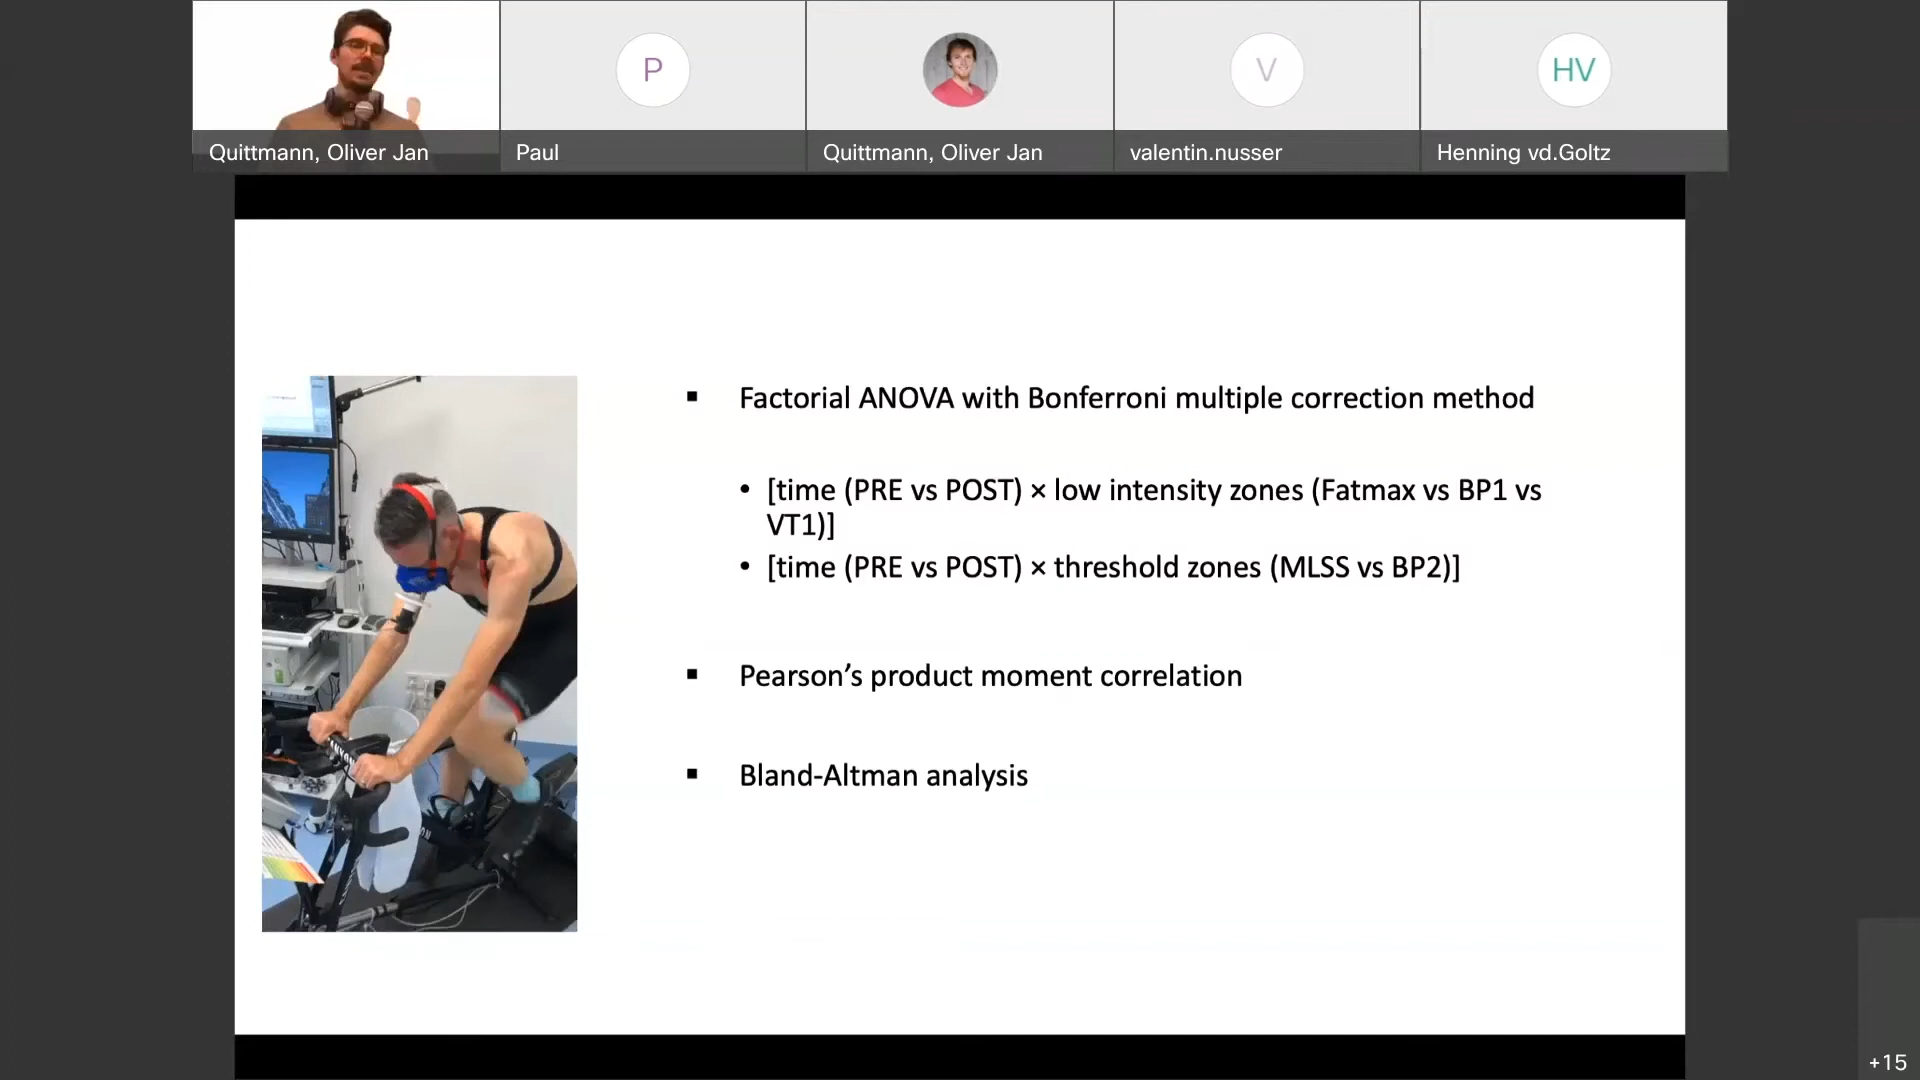 P
V
HV
Quittmann, Oliver Jan
Paul
Quittmann, Oliver Jan
valentin.nusser
Henning vd.Goltz
▪ Factorial ANOVA with Bonferroni multiple correction method
• [time (PRE vs POST) × low intensity zones (Fatmax vs BP1 vs
VT1)]
• [time (PRE vs POST) × threshold zones (MLSS vs BP2)]
▪ Pearson’s product moment correlation
▪ Bland-Altman analysis
+15